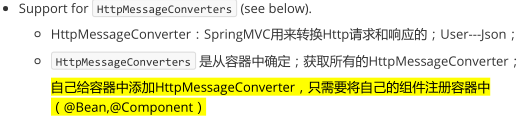 Support for HttpMessageConverters (see below).
HttpMessageConverter：SpringMVC用来转换Http请求和响应的；User---Json；
HttpMessageConverters 是从容器中确定；获取所有的HttpMessageConverter；
自己给容器中添加HttpMessageConverter，只需要将自己的组件注册容器中
（@Bean,@Component）